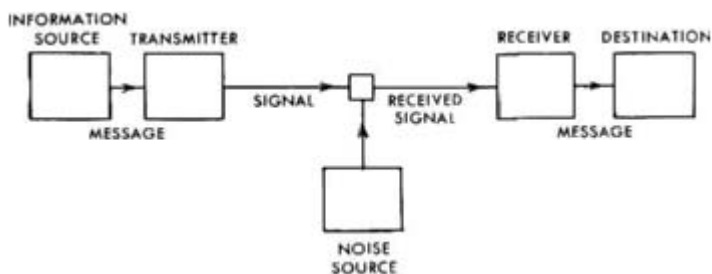 INFORMATION
SOURCE
TRANSMITTER
RECEIVER
DESTINATION
SIGNAL
RECEIVED
SIGNAL
MESSAGE
MESSAGE
NOISE
SOURCE